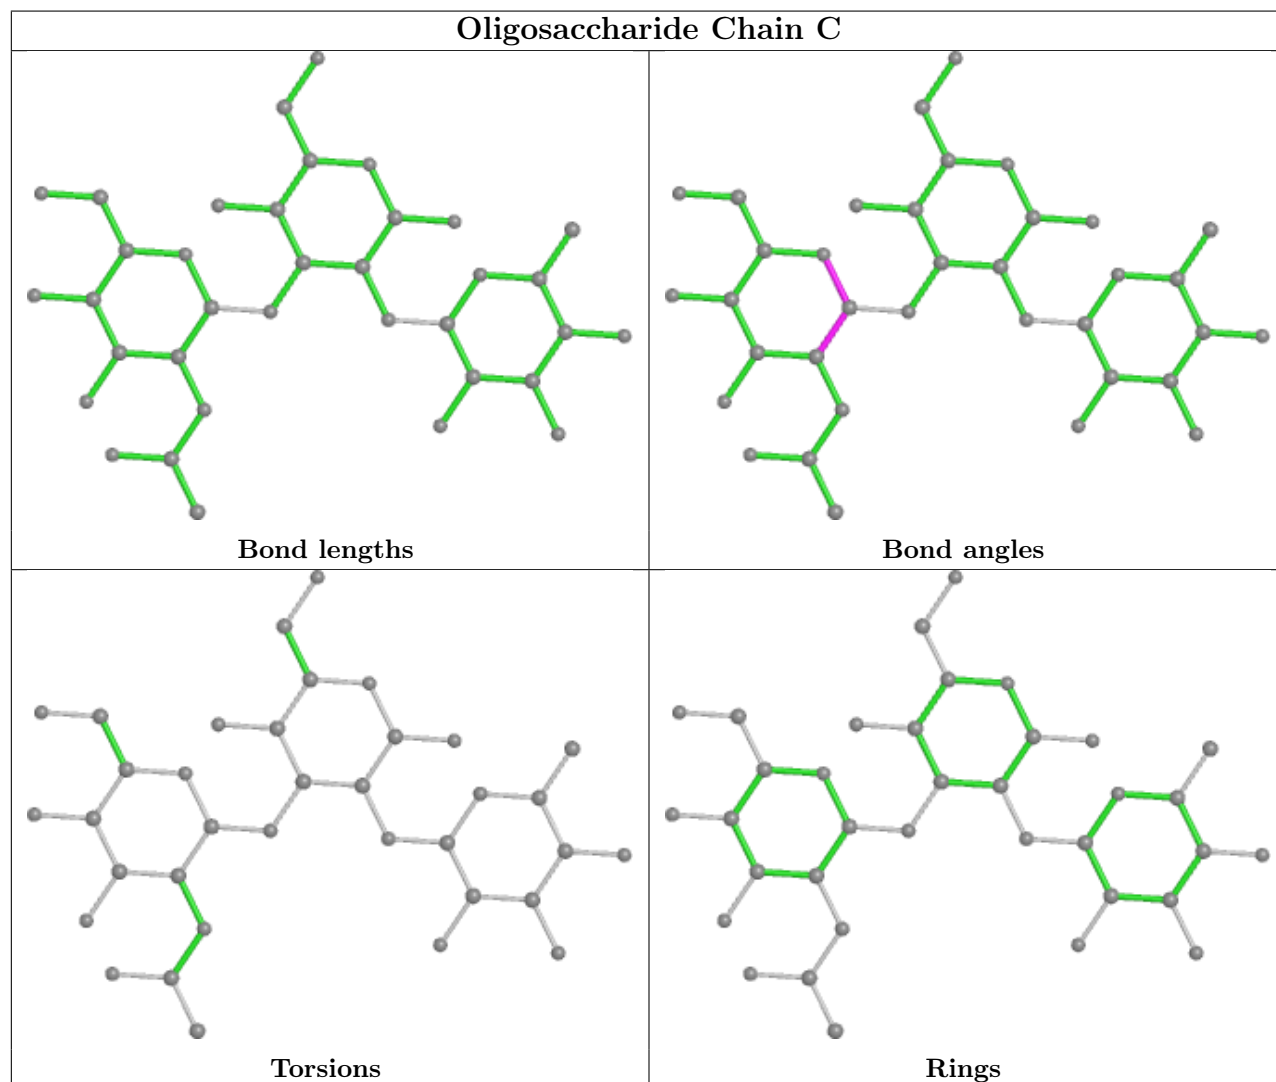 Oligosaccharide Chain C
Bond lengths
Bond angles
Torsions
Rings